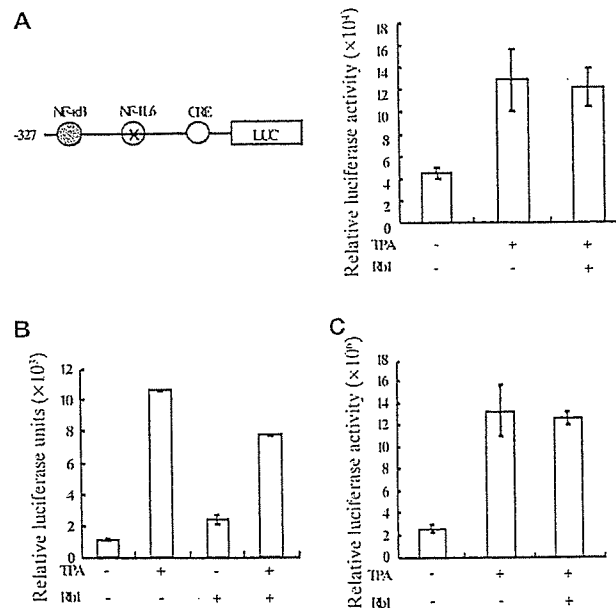 A
NF-κB NF-IL6 CRE
-327 X LUC
Relative luciferase activity (×10⁴)
18
16
14
12
10
8
6
4
2
0
TPA - + +
Rb1 - - +
B
Relative luciferase units (×10³)
12
10
8
6
4
2
0
TPA - + - +
Rb1 - - + +
C
Relative luciferase activity (×10⁶)
18
16
14
12
10
8
6
4
2
0
TPA - + +
Rb1 - - +